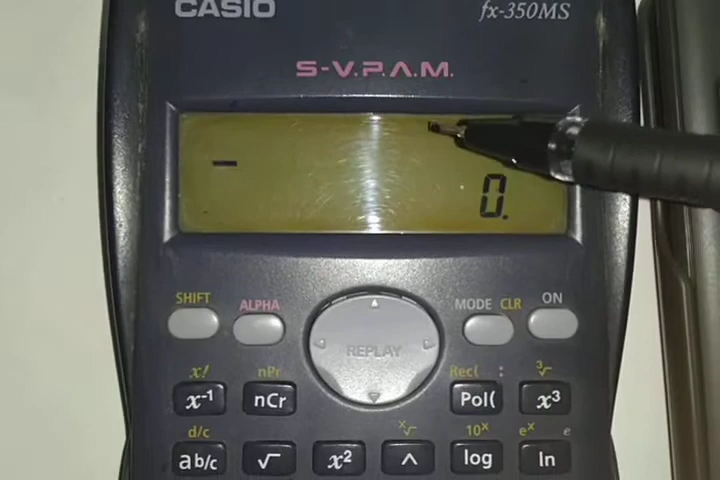 CASIO fx-350MS
S-V.P.A.M.
-
0.
SHIFT ALPHA MODE CLR ON
REPLAY
x! nPr Rec( : ³√
x⁻¹ nCr Pol( x³
d/c ˣ√ 10ˣ eˣ e
a b/c √ x² ^ log ln